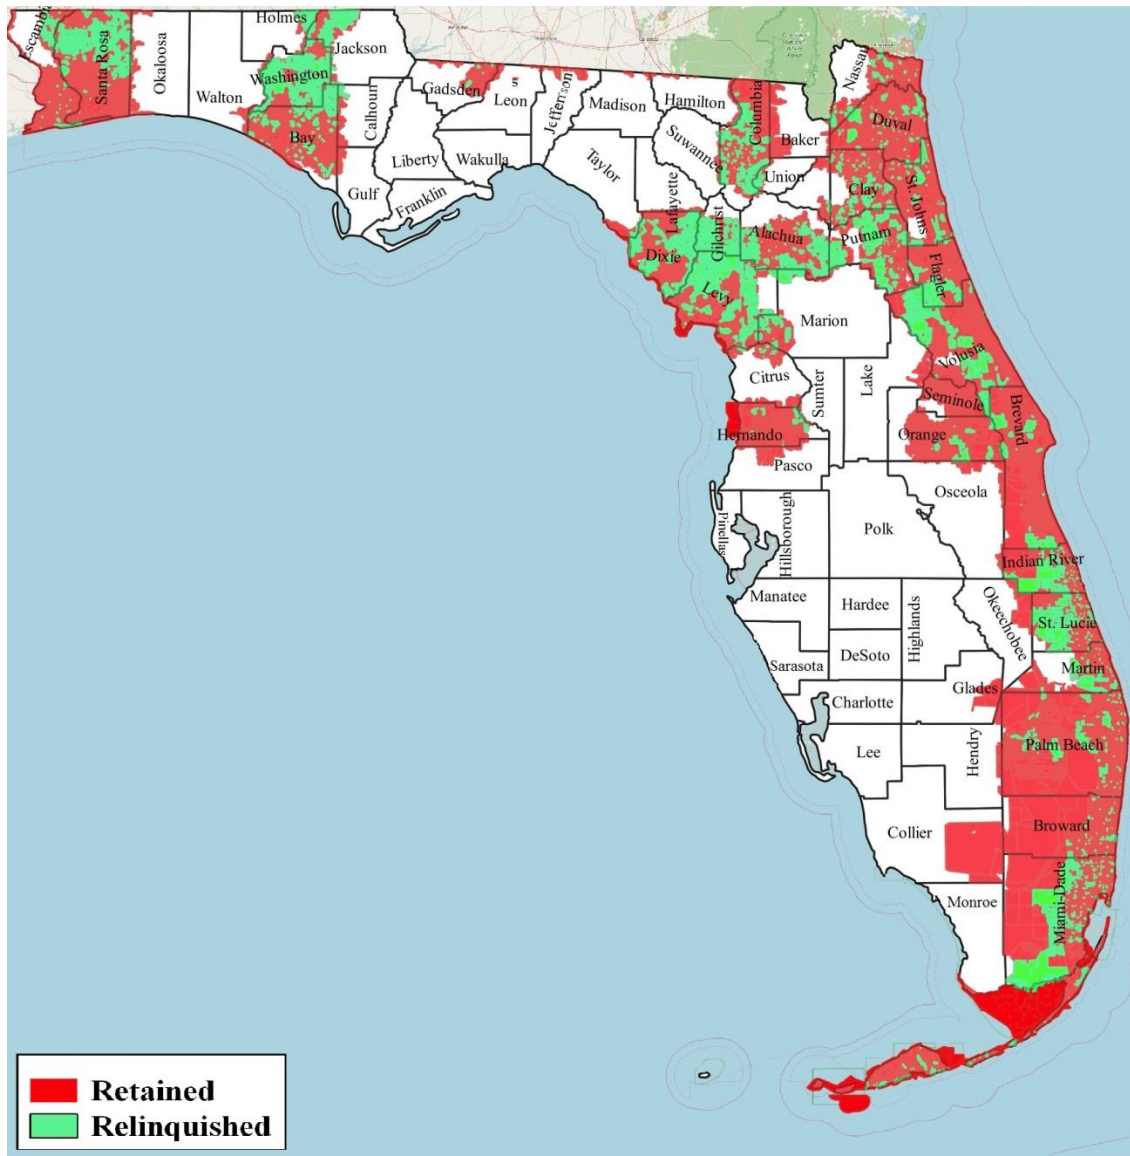 Holmes
Escambia
Santa Rosa
Okaloosa
Walton
Washington
Jackson
Bay
Calhoun
Gulf
Liberty
Franklin
Gadsden
Leon
s
Wakulla
Jefferson
Madison
Taylor
Hamilton
Suwannee
Lafayette
Dixie
Columbia
Baker
Union
Gilchrist
Alachua
Levy
Nassau
Duval
Clay
St. Johns
Putnam
Flagler
Marion
Volusia
Citrus
Sumter
Lake
Seminole
Orange
Brevard
Hernando
Pasco
Pinellas
Hillsborough
Polk
Osceola
Indian River
Manatee
Hardee
Highlands
Okeechobee
St. Lucie
Sarasota
DeSoto
Martin
Charlotte
Glades
Lee
Hendry
Palm Beach
Collier
Broward
Monroe
Miami-Dade
Retained
Relinquished